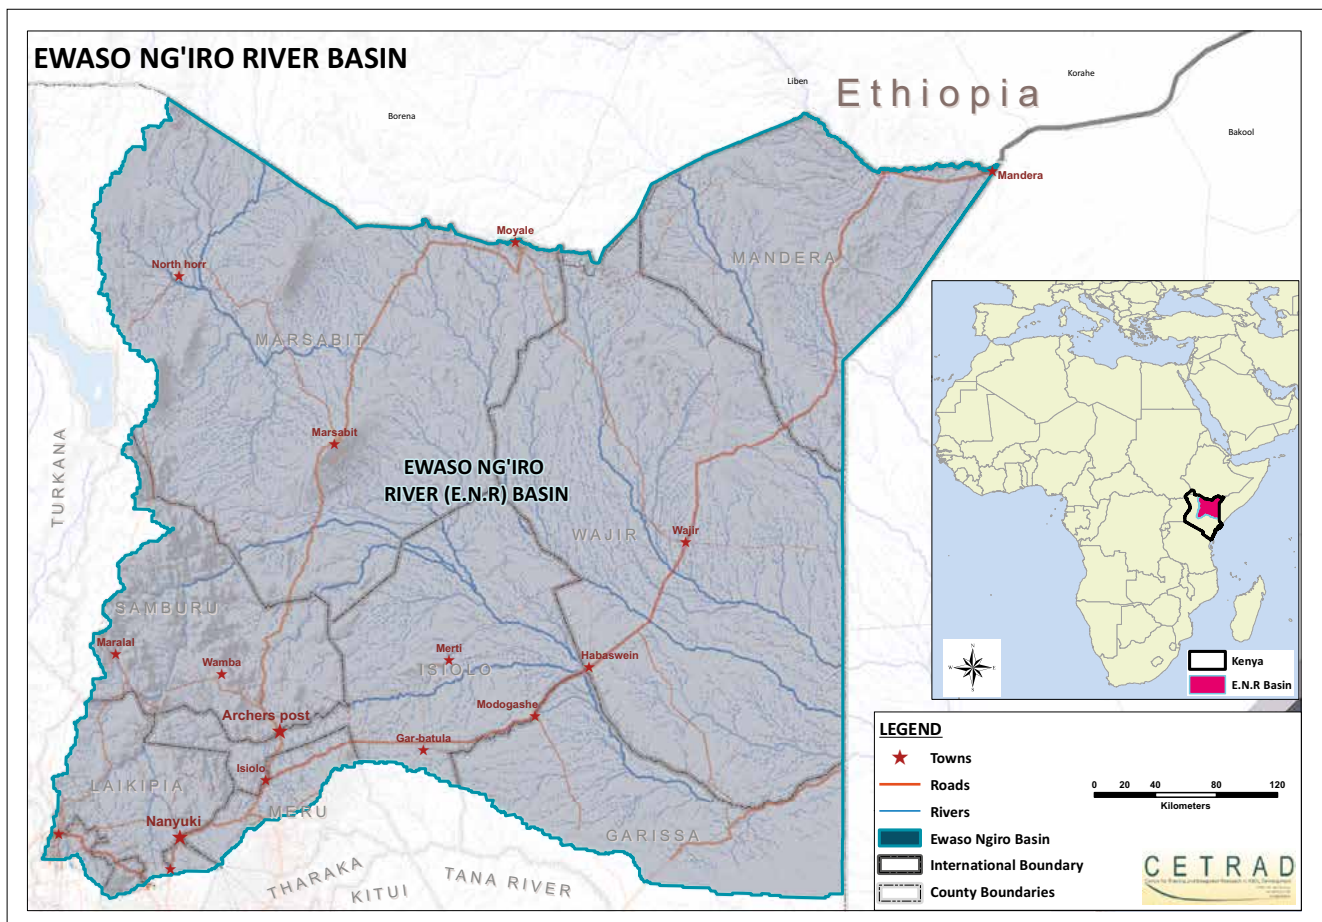 EWASO NG'IRO RIVER BASIN
Ethiopia
Korahe
Liben
Borena
Bakool
Mandera
Moyale
MANDERA
North horr
MARSABIT
Marsabit
TURKANA
EWASO NG'IRO
RIVER (E.N.R) BASIN
WAJIR
Wajir
SAMBURU
Maralal
Wamba
Merti
ISIOLO
Habaswein
Modogashe
Archers post
Gar-batula
Isiolo
LAIKIPIA
MERU
Nanyuki
GARISSA
THARAKA
KITUI
TANA RIVER
N
W
E
S
Kenya
E.N.R Basin
LEGEND
Towns
Roads
Rivers
Ewaso Ngiro Basin
International Boundary
County Boundaries
0 20 40 80 120
Kilometers
CETRAD